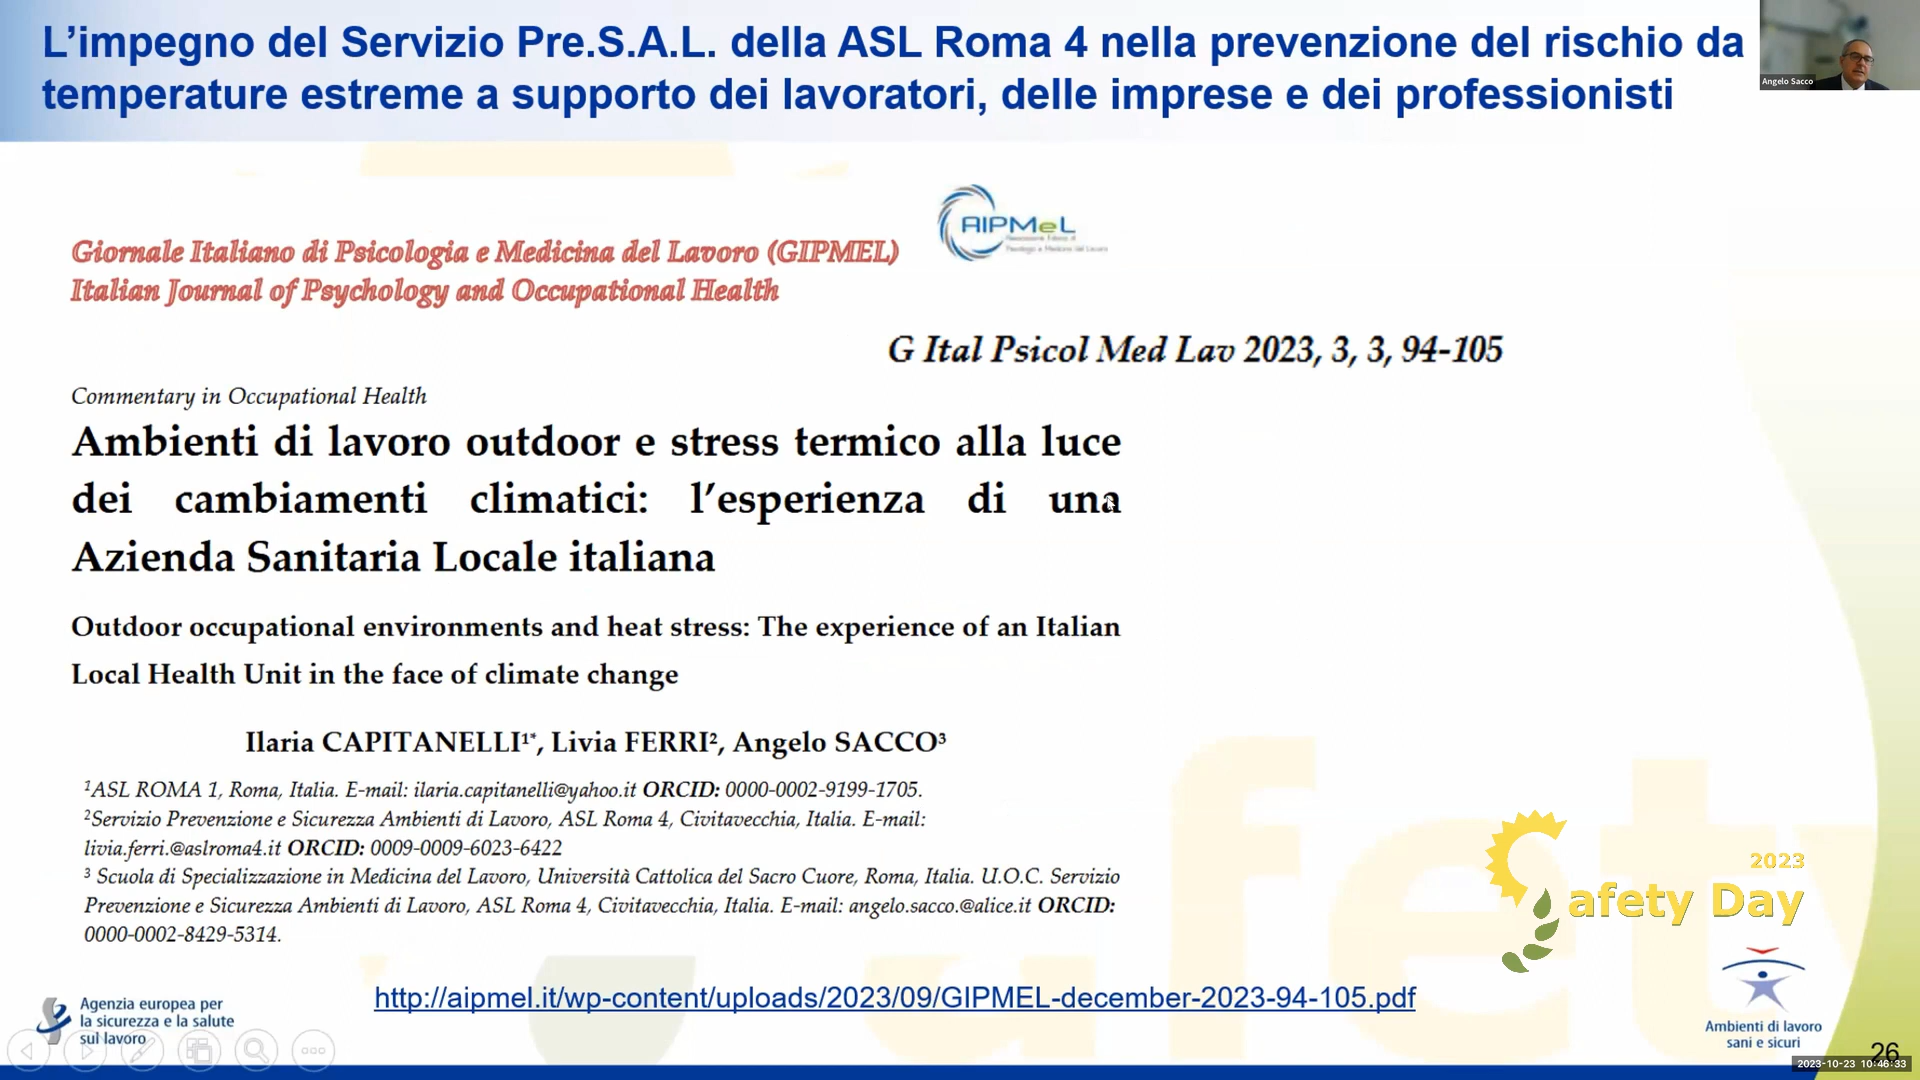 L’impegno del Servizio Pre.S.A.L. della ASL Roma 4 nella prevenzione del rischio da
temperature estreme a supporto dei lavoratori, delle imprese e dei professionisti
Angelo Sacco
AIPMeL
Giornale Italiano di Psicologia e Medicina del Lavoro (GIPMEL)
Italian Journal of Psychology and Occupational Health
G Ital Psicol Med Lav 2023, 3, 3, 94-105
Commentary in Occupational Health
Ambienti di lavoro outdoor e stress termico alla luce
dei cambiamenti climatici: l’esperienza di una
Azienda Sanitaria Locale italiana
Outdoor occupational environments and heat stress: The experience of an Italian
Local Health Unit in the face of climate change
Ilaria CAPITANELLI¹*, Livia FERRI², Angelo SACCO³
¹ASL ROMA 1, Roma, Italia. E-mail: ilaria.capitanelli@yahoo.it ORCID: 0000-0002-9199-1705.
²Servizio Prevenzione e Sicurezza Ambienti di Lavoro, ASL Roma 4, Civitavecchia, Italia. E-mail:
livia.ferri.@aslroma4.it ORCID: 0009-0009-6023-6422
³ Scuola di Specializzazione in Medicina del Lavoro, Università Cattolica del Sacro Cuore, Roma, Italia. U.O.C. Servizio
Prevenzione e Sicurezza Ambienti di Lavoro, ASL Roma 4, Civitavecchia, Italia. E-mail: angelo.sacco.@alice.it ORCID:
0000-0002-8429-5314.
2023
Safety Day
http://aipmel.it/wp-content/uploads/2023/09/GIPMEL-december-2023-94-105.pdf
Agenzia europea per
la sicurezza e la salute
sul lavoro
Ambienti di lavoro
sani e sicuri
26
2023-10-23 10:46:33